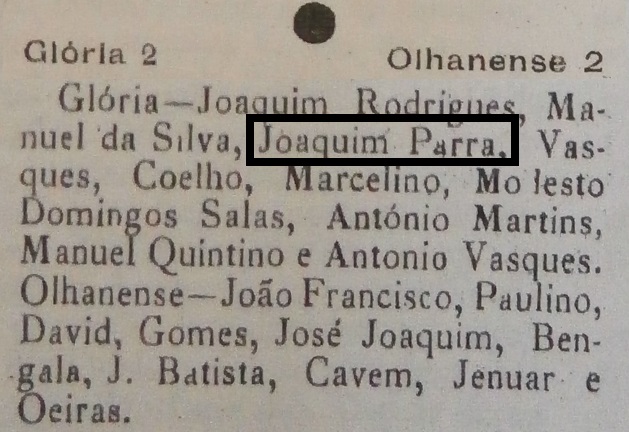 Glória 2 Olhanense 2
Glória—Joaquim Rodrigues, Ma-
nuel da Silva, Joaquim Parra, Vas-
ques, Coelho, Marcelino, Mo lesto
Domingos Salas, António Martins,
Manuel Quintino e Antonio Vasques.
Olhanense—João Francisco, Paulino,
David, Gomes, José Joaquim, Ben-
gala, J. Batista, Cavem, Jenuar e
Oeiras.